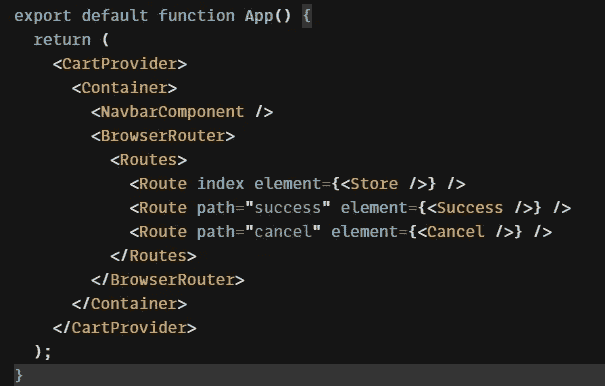 export default function App() {
  return (
    <CartProvider>
      <Container>
        <NavbarComponent />
        <BrowserRouter>
          <Routes>
            <Route index element={<Store />} />
            <Route path="success" element={<Success />} />
            <Route path="cancel" element={<Cancel />} />
          </Routes>
        </BrowserRouter>
      </Container>
    </CartProvider>
  );
}